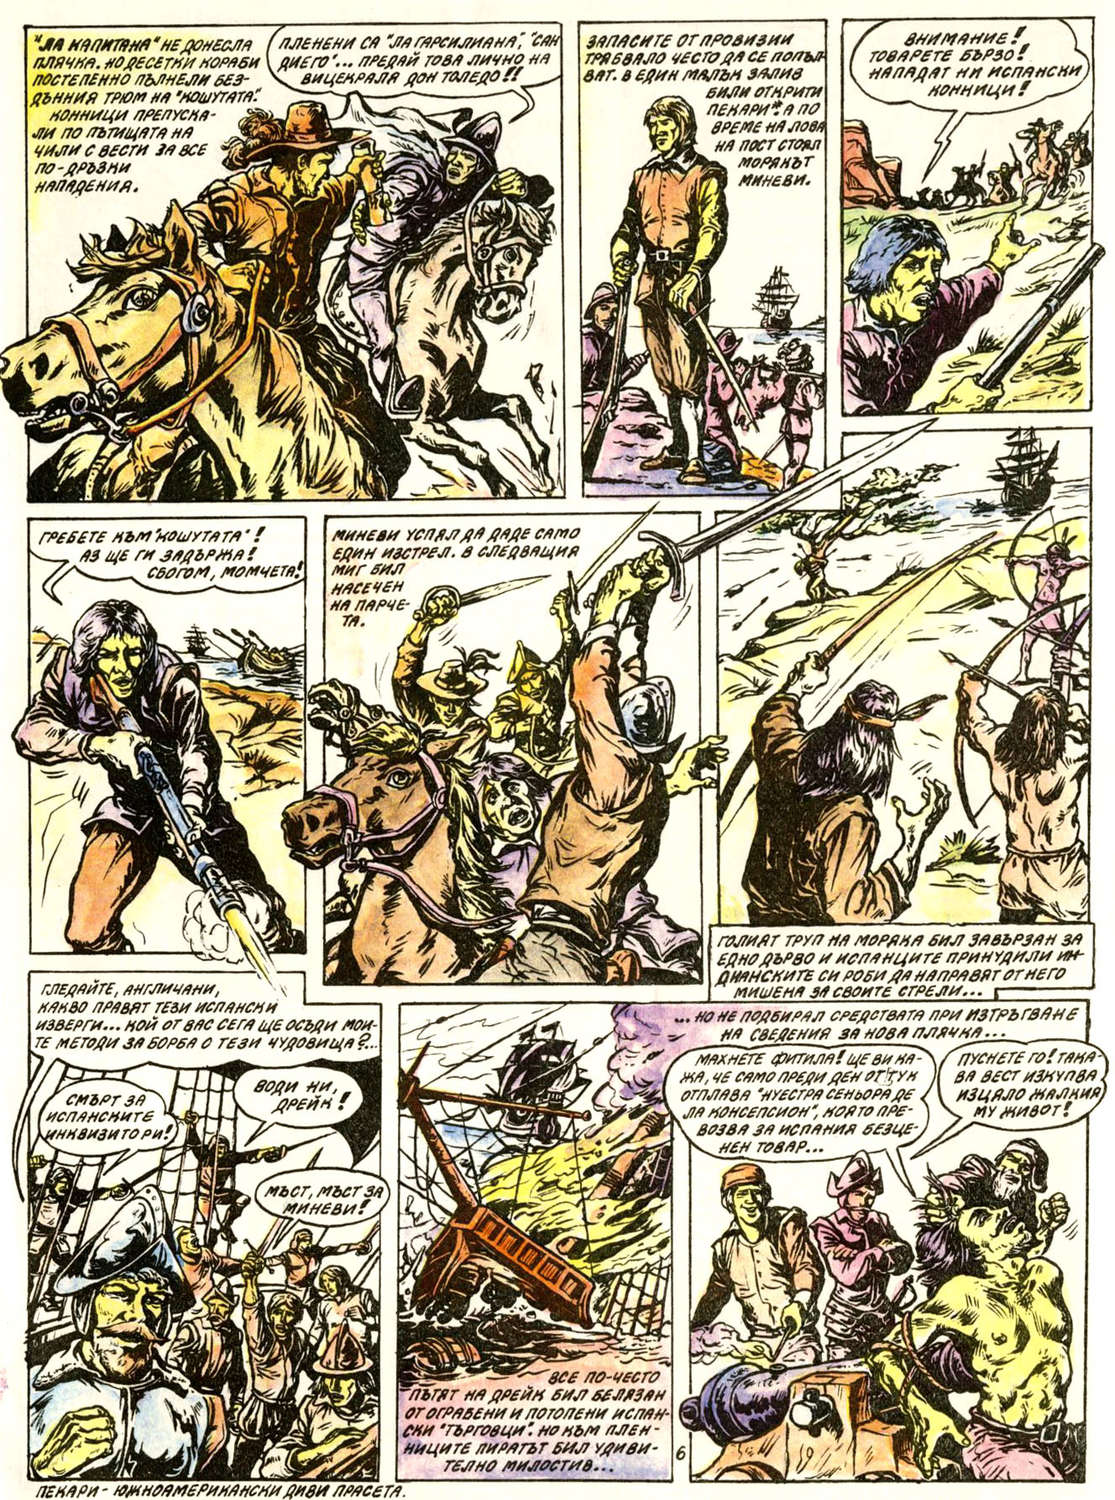 "ЛА КАПИТАНА" НЕ ДОНЕСЛА
ПЛЯЧКА. НО ДЕСЕТКИ КОРАБИ
ПОСТЕПЕННО ПЪЛНЕЛИ БЕЗ-
ДЪННИЯ ТРЮМ НА "КОШУТАТА".
КОННИЦИ ПРЕПУСКА-
ЛИ ПО ПЪТИЩАТА НА
ЧИЛИ С ВЕСТИ ЗА ВСЕ
ПО-ДРЪЗКИ
НАПАДЕНИЯ.
ПЛЕНЕНИ СА "ЛА ГАРСИЛИАНА", "САН
ДИЕГО"... ПРЕДАЙ ТОВА ЛИЧНО НА
ВИЦЕКРАЛА ДОН ТОЛЕДО!!
ЗАПАСИТЕ ОТ ПРОВИЗИИ
ТРЯБВАЛО ЧЕСТО ДА СЕ ПОПЪЛ-
ВАТ. В ЕДИН МАЛЪК ЗАЛИВ
БИЛИ ОТКРИТИ
ПЕКАРИ*. А ПО
ВРЕМЕ НА ЛОВА
НА ПОСТ СТОЯЛ
МОРЯКЪТ
МИНЕВИ.
ВНИМАНИЕ!
ТОВАРЕТЕ БЪРЗО!
НАПАДАТ НИ ИСПАНСКИ
КОННИЦИ!
ГРЕБЕТЕ КЪМ "КОШУТАТА"!
АЗ ЩЕ ГИ ЗАДЪРЖА!
СБОГОМ, МОМЧЕТА!
МИНЕВИ УСПЯЛ ДА ДАДЕ САМО
ЕДИН ИЗСТРЕЛ. В СЛЕДВАЩИЯ
МИГ БИЛ
НАСЕЧЕН
НА ПАРЧЕ-
ТА.
ГОЛИЯТ ТРУП НА МОРЯКА БИЛ ЗАВЪРЗАН ЗА
ЕДНО ДЪРВО И ИСПАНЦИТЕ ПРИНУДИЛИ ИН-
ДИАНСКИТЕ СИ РОБИ ДА НАПРАВЯТ ОТ НЕГО
МИШЕНА ЗА СВОИТЕ СТРЕЛИ...
ГЛЕДАЙТЕ, АНГЛИЧАНИ,
КАКВО ПРАВЯТ ТЕЗИ ИСПАНСКИ
ИЗВЕРГИ... КОЙ ОТ ВАС СЕГА ЩЕ ОСЪДИ МОИ-
ТЕ МЕТОДИ ЗА БОРБА С ТЕЗИ ЧУДОВИЩА?...
СМЪРТ ЗА
ИСПАНСКИТЕ
ИНКВИЗИТОРИ!
ВОДИ НИ,
ДРЕЙК!
МЪСТ, МЪСТ ЗА
МИНЕВИ!
ВСЕ ПО-ЧЕСТО
ПЪТЯТ НА ДРЕЙК БИЛ БЕЛЯЗАН
ОТ ОГРАБЕНИ И ПОТОПЕНИ ИСПАН-
СКИ "ТЪРГОВЦИ". НО КЪМ ПЛЕН-
НИЦИТЕ ПИРАТЪТ БИЛ УДИВИ-
ТЕЛНО МИЛОСТИВ...
...НО НЕ ПОДБИРАЛ СРЕДСТВАТА ПРИ ИЗТРЪГВАНЕ
НА СВЕДЕНИЯ ЗА НОВА ПЛЯЧКА...
МАХНЕТЕ ФИТИЛА! ЩЕ ВИ КА-
ЖА, ЧЕ САМО ПРЕДИ ДЕН ОТ ТУК
ОТПЛАВА "НУЕСТРА СЕНЬОРА ДЕ
ЛА КОНСЕПСИОН", КОЯТО ПРЕ-
ВОЗВА ЗА ИСПАНИЯ БЕЗЦЕ-
НЕН ТОВАР...
ПУСНЕТЕ ГО! ТАКА-
ВА ВЕСТ ИЗКУПВА
ИЗЦЯЛО ЖАЛКИЯ
МУ ЖИВОТ!
6
ПЕКАРИ - ЮЖНОАМЕРИКАНСКИ ДИВИ ПРАСЕТА.